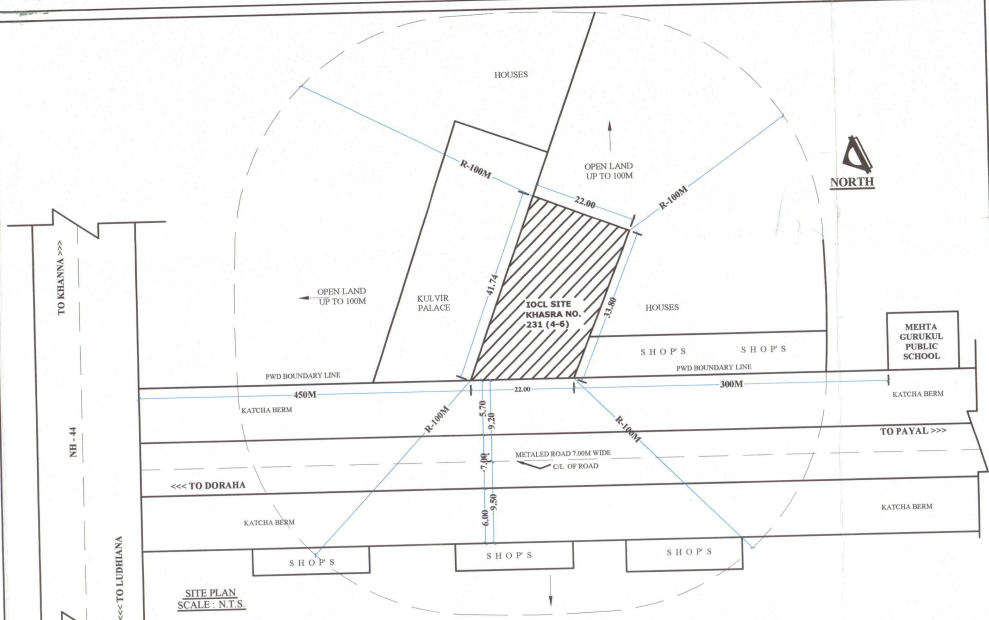 HOUSES
R-100M
OPEN LAND
UP TO 100M
R-100M
NORTH
22.00
TO KHANNA >>>
OPEN LAND
UP TO 100M
KULVIR
PALACE
41.74
IOCL SITE
KHASRA NO.
231 (4-6)
33.80
HOUSES
SHOP'S
SHOP'S
MEHTA
GURUKUL
PUBLIC
SCHOOL
PWD BOUNDARY LINE
PWD BOUNDARY LINE
450M
22.00
300M
KATCHA BERM
KATCHA BERM
R-100M
5.70
9.20
R-100M
NH - 44
TO PAYAL >>>
METALED ROAD 7.00M WIDE
C/L OF ROAD
7.00
<<< TO DORAHA
6.00
9.50
KATCHA BERM
KATCHA BERM
SHOP'S
SHOP'S
SHOP'S
<<< TO LUDHIANA
SITE PLAN
SCALE : N.T.S.